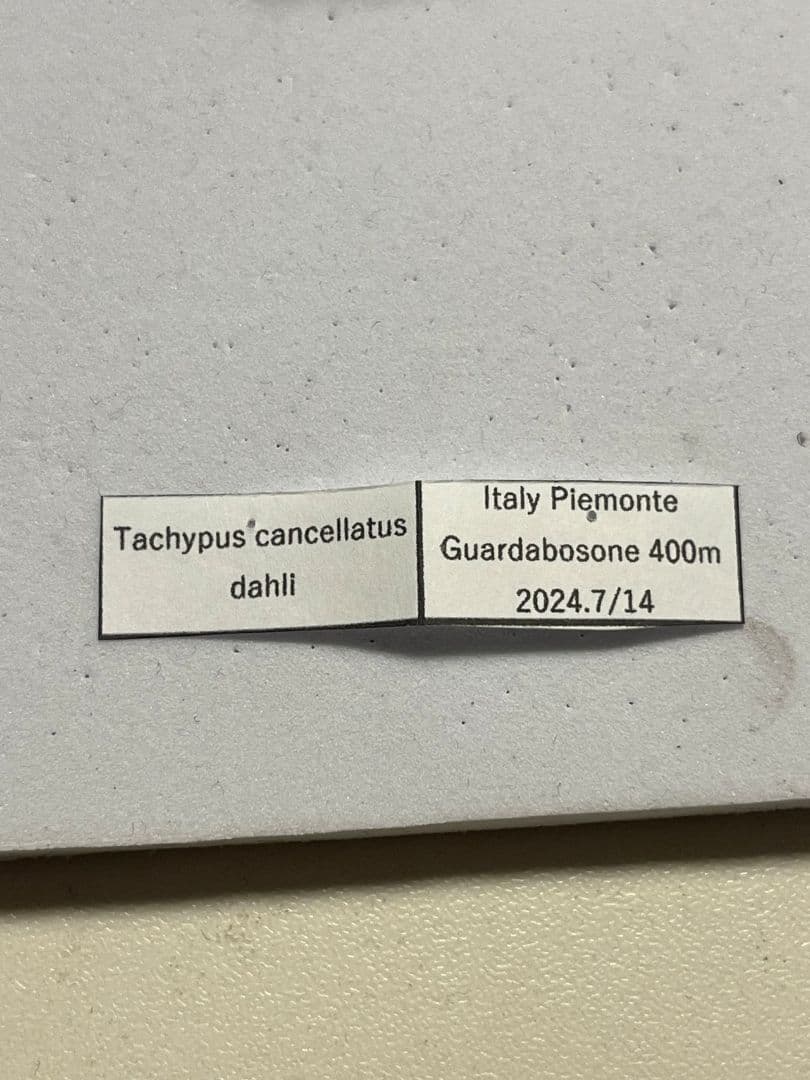 Tachypus cancellatus
dahli
Italy Piemonte
Guardabosone 400m
2024.7/14